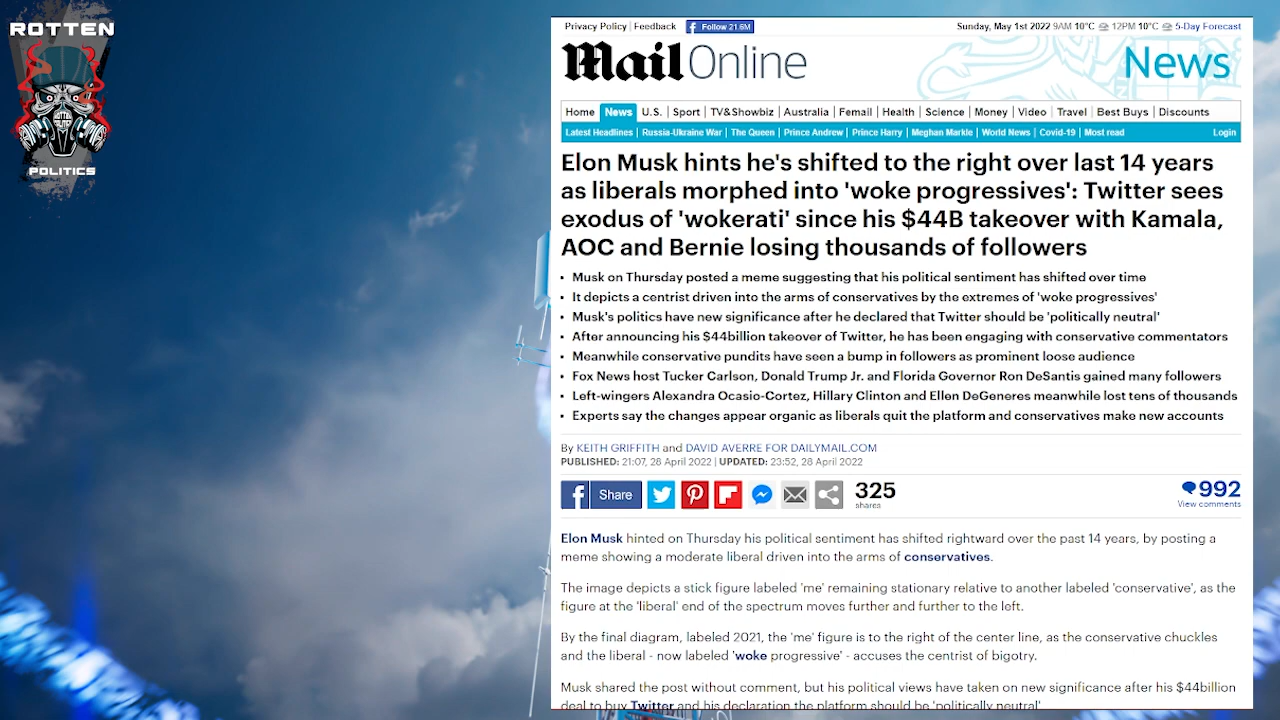 ROTTEN
POLITICS
Privacy Policy | Feedback
Follow 21.6M
Sunday, May 1st 2022 9AM 10°C 12PM 10°C 5-Day Forecast
Mail Online
News
Home News U.S. | Sport | TV&Showbiz | Australia | Femail | Health | Science | Money | Video | Travel | Best Buys | Discounts
Latest Headlines | Russia-Ukraine War | The Queen | Prince Andrew | Prince Harry | Meghan Markle | World News | Covid-19 | Most read
Login
Elon Musk hints he's shifted to the right over last 14 years
as liberals morphed into 'woke progressives': Twitter sees
exodus of 'wokerati' since his $44B takeover with Kamala,
AOC and Bernie losing thousands of followers
• Musk on Thursday posted a meme suggesting that his political sentiment has shifted over time
• It depicts a centrist driven into the arms of conservatives by the extremes of 'woke progressives'
• Musk's politics have new significance after he declared that Twitter should be 'politically neutral'
• After announcing his $44billion takeover of Twitter, he has been engaging with conservative commentators
• Meanwhile conservative pundits have seen a bump in followers as prominent loose audience
• Fox News host Tucker Carlson, Donald Trump Jr. and Florida Governor Ron DeSantis gained many followers
• Left-wingers Alexandra Ocasio-Cortez, Hillary Clinton and Ellen DeGeneres meanwhile lost tens of thousands
• Experts say the changes appear organic as liberals quit the platform and conservatives make new accounts
By KEITH GRIFFITH and DAVID AVERRE FOR DAILYMAIL.COM
PUBLISHED: 21:07, 28 April 2022 | UPDATED: 23:52, 28 April 2022
Share
325
shares
992
View comments
Elon Musk hinted on Thursday his political sentiment has shifted rightward over the past 14 years, by posting a
meme showing a moderate liberal driven into the arms of conservatives.
The image depicts a stick figure labeled 'me' remaining stationary relative to another labeled 'conservative', as the
figure at the 'liberal' end of the spectrum moves further and further to the left.
By the final diagram, labeled 2021, the 'me' figure is to the right of the center line, as the conservative chuckles
and the liberal - now labeled 'woke progressive' - accuses the centrist of bigotry.
Musk shared the post without comment, but his political views have taken on new significance after his $44billion
deal to buy Twitter and his declaration the platform should be 'politically neutral'